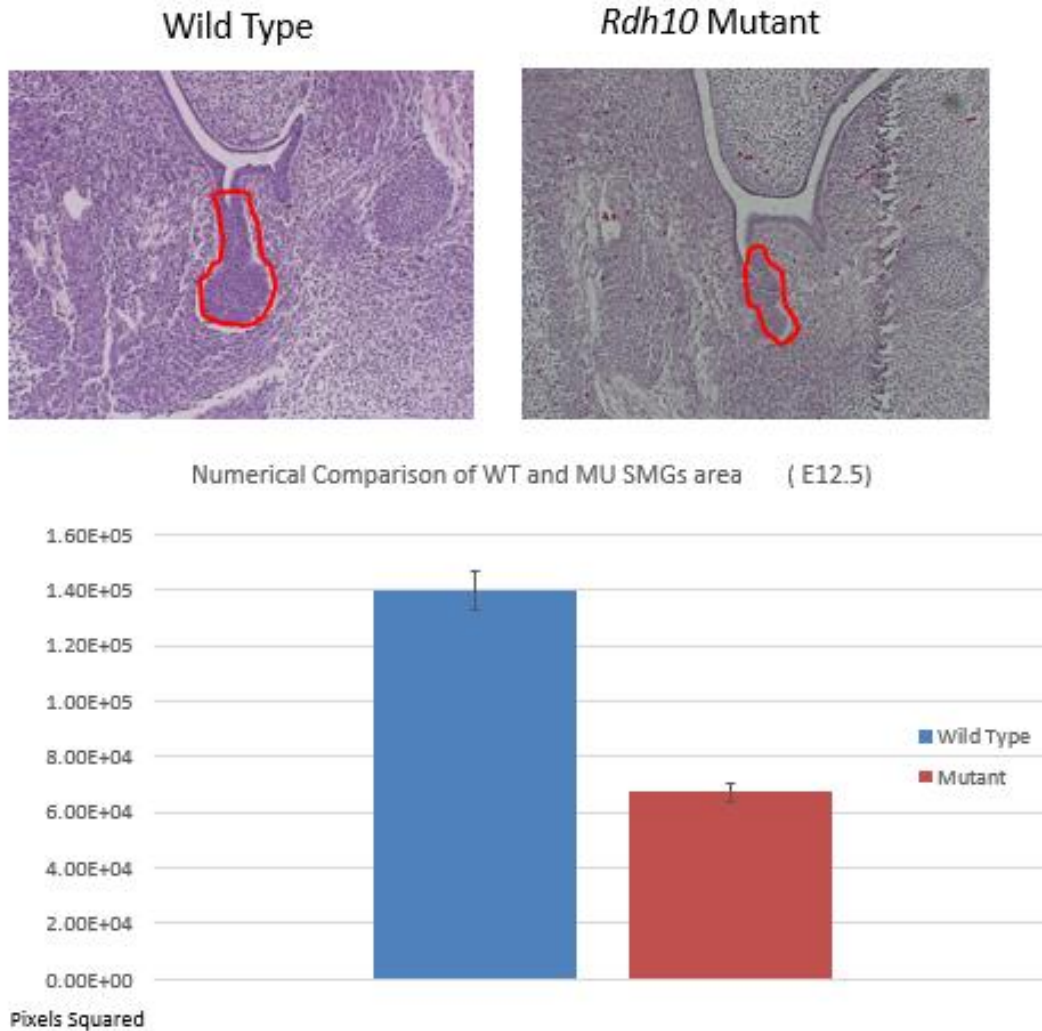 Wild Type
Rdh10 Mutant
Numerical Comparison of WT and MU SMGs area ( E12.5)
1.60E+05
1.40E+05
1.20E+05
1.00E+05
8.00E+04
6.00E+04
4.00E+04
2.00E+04
0.00E+00
Wild Type
Mutant
Pixels Squared